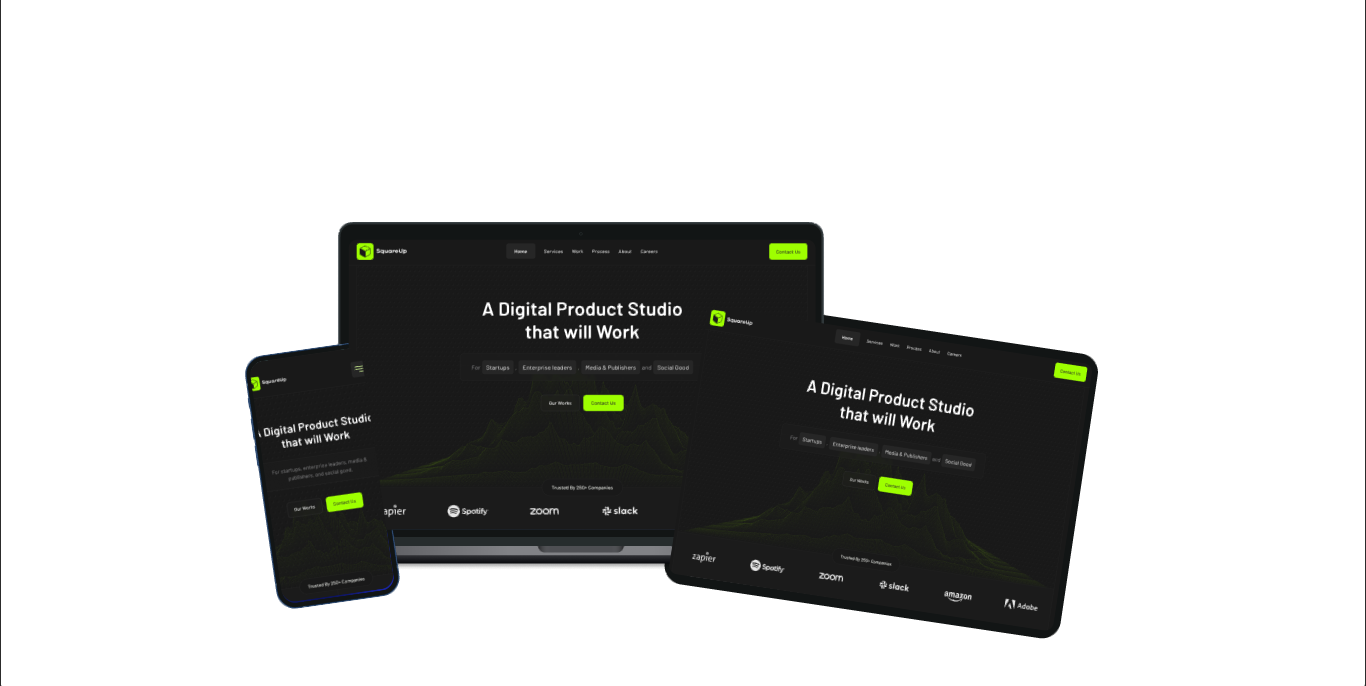 SquareUp
Home Services Work Process About Careers
Contact Us
A Digital Product Studio
that will Work
For Startups , Enterprise leaders , Media & Publishers and Social Good
Our Works Contact Us
Trusted By 250+ Companies
apier Spotify zoom slack
SquareUp
Digital Product Studio
that will Work
For startups, enterprise leaders, media &
publishers, and social good.
Our Works Contact Us
Trusted By 250+ Companies
SquareUp
Home Services Work Process About Careers
Contact Us
A Digital Product Studio
that will Work
For Startups , Enterprise leaders , Media & Publishers and Social Good
Our Works Contact Us
Trusted By 250+ Companies
zapier Spotify zoom slack amazon Adobe